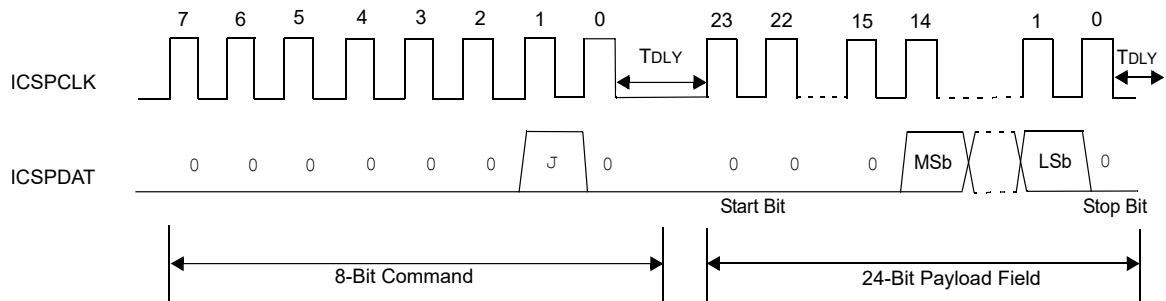 7 6 5 4 3 2 1 0 23 22 15 14 1 0
TDLY TDLY
ICSPCLK
0 0 0 0 0 0 J 0 0 0 0 MSb LSb 0
ICSPDAT
Start Bit Stop Bit
8-Bit Command 24-Bit Payload Field